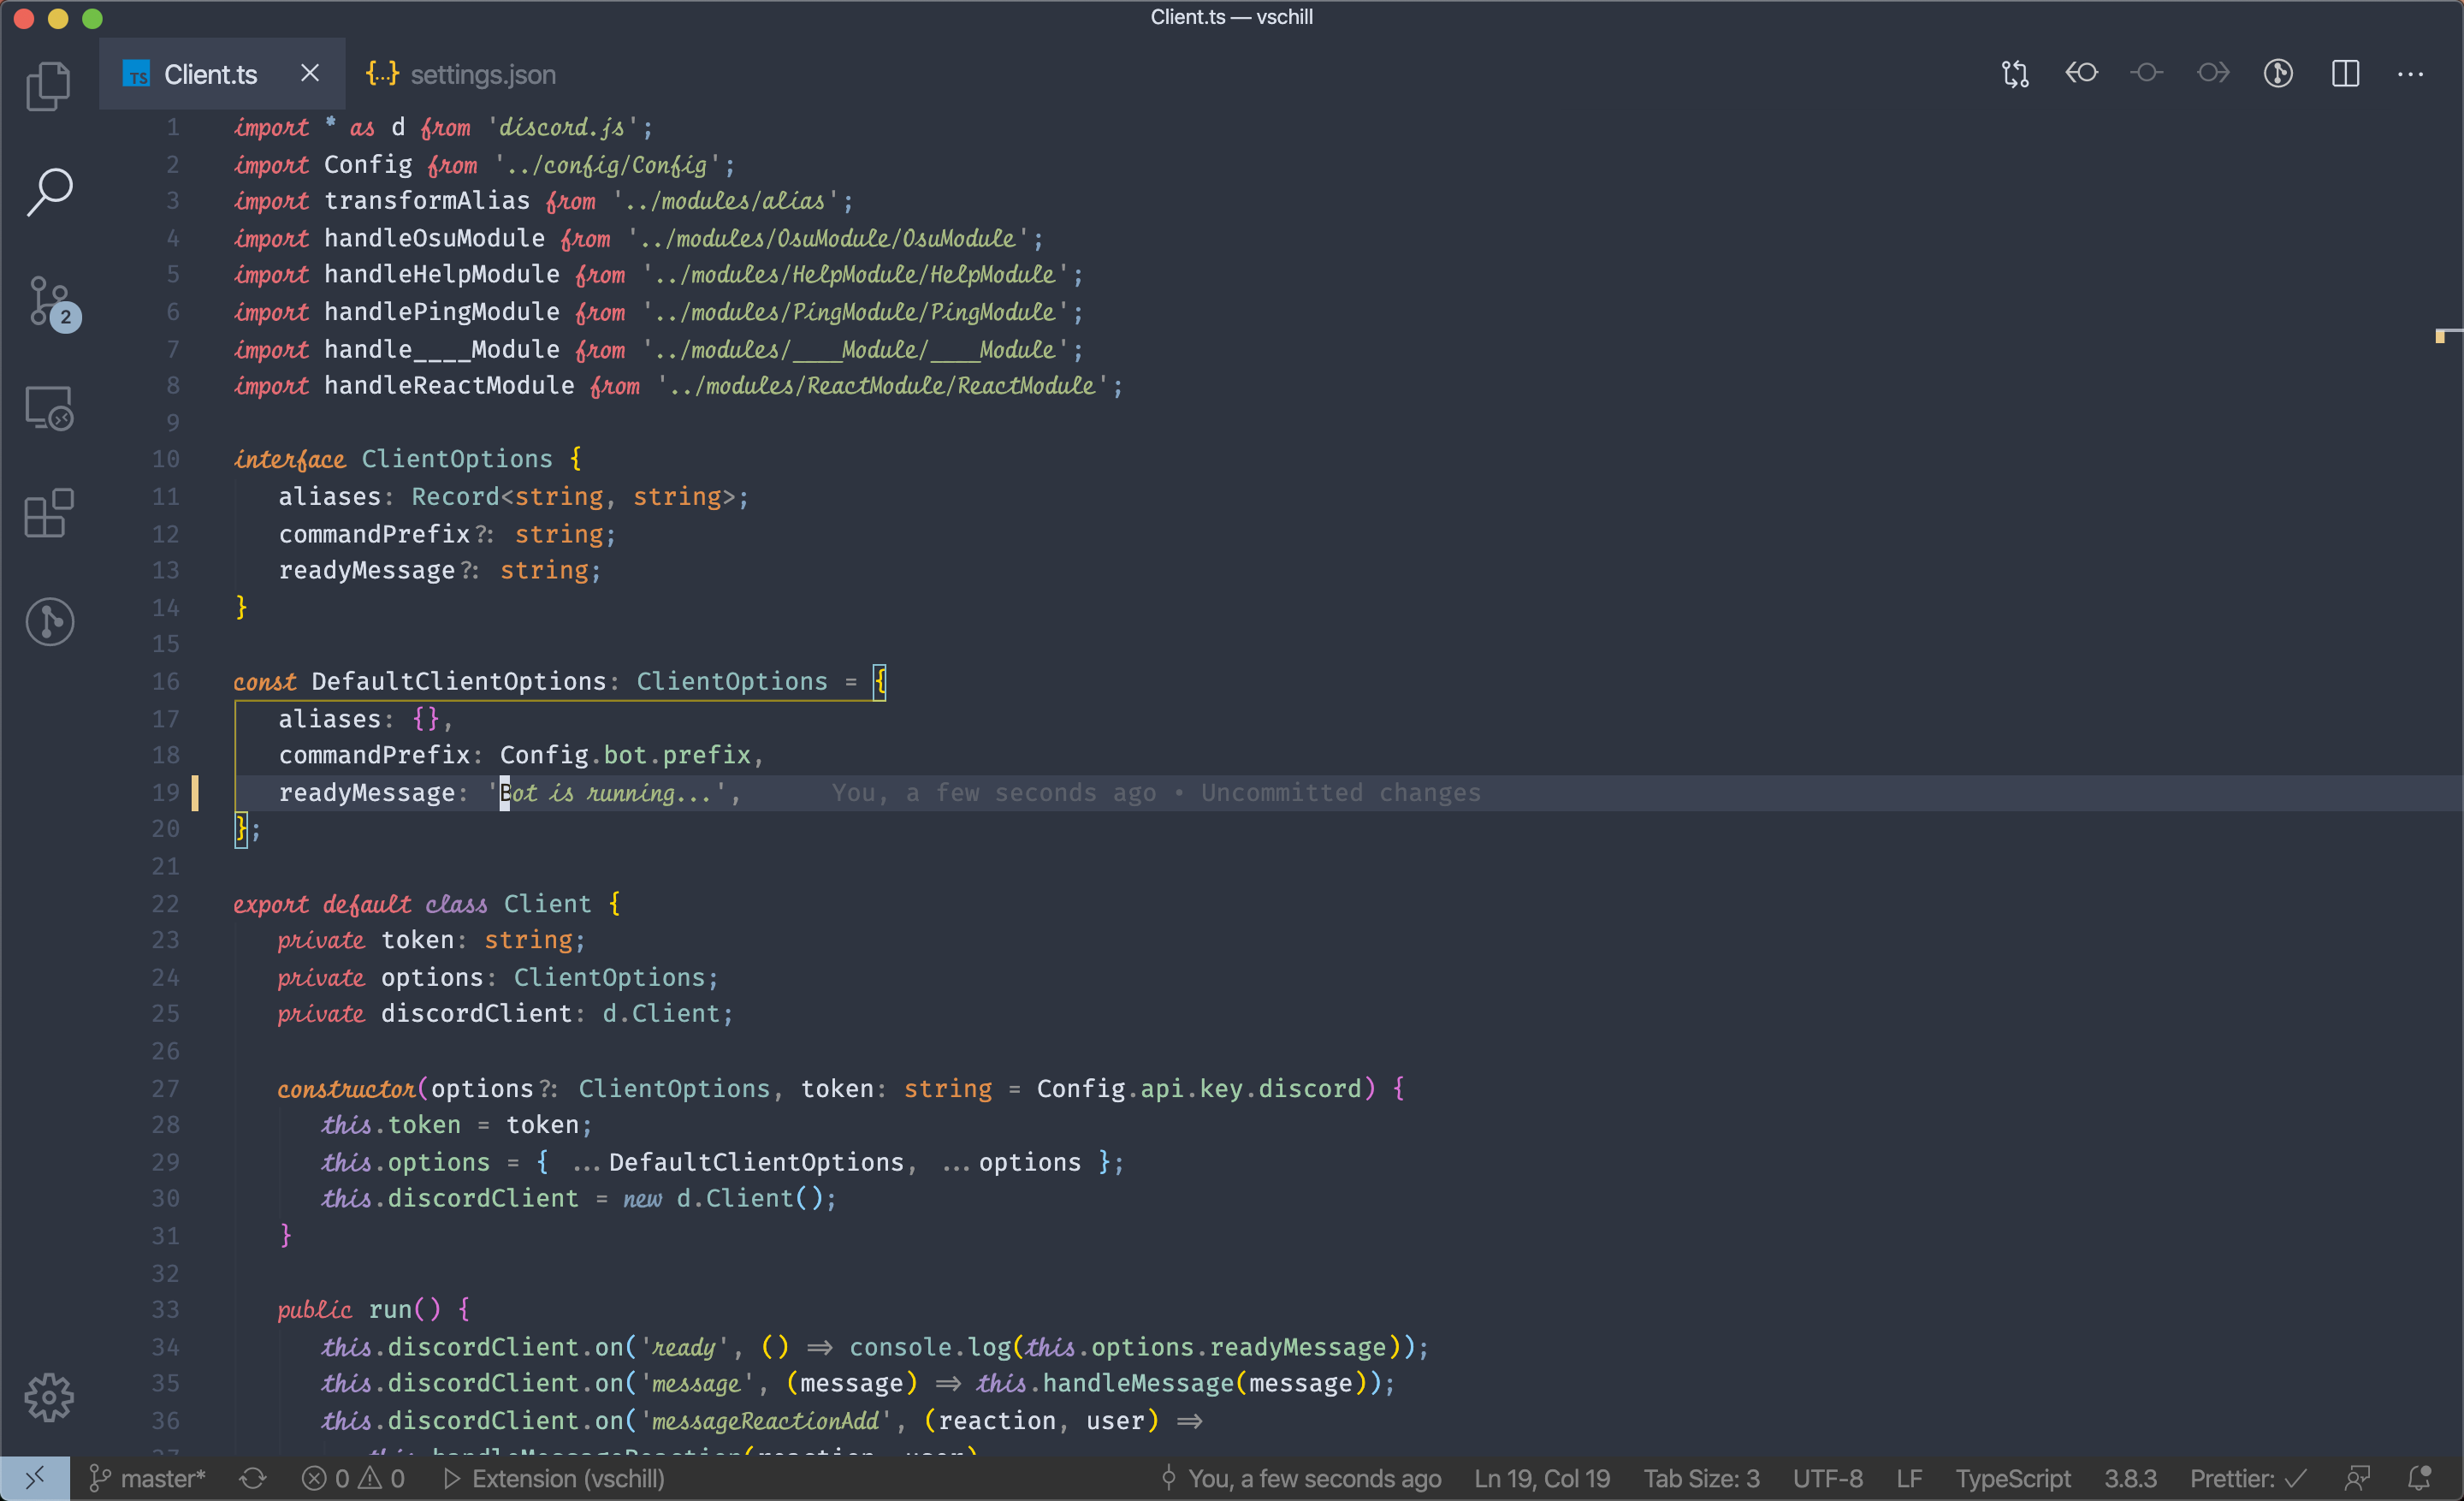 Client.ts — vschill
TS Client.ts {...} settings.json
1 import * as d from 'discord.js';
2 import Config from '../config/Config';
3 import transformAlias from '../modules/alias';
4 import handleOsuModule from '../modules/OsuModule/OsuModule';
5 import handleHelpModule from '../modules/HelpModule/HelpModule';
6 import handlePingModule from '../modules/PingModule/PingModule';
7 import handle____Module from '../modules/____Module/____Module';
8 import handleReactModule from '../modules/ReactModule/ReactModule';
9
10 interface ClientOptions {
11 aliases: Record<string, string>;
12 commandPrefix?: string;
13 readyMessage?: string;
14 }
15
16 const DefaultClientOptions: ClientOptions = {
17 aliases: {},
18 commandPrefix: Config.bot.prefix,
19 readyMessage: 'Bot is running...', You, a few seconds ago • Uncommitted changes
20 };
21
22 export default class Client {
23 private token: string;
24 private options: ClientOptions;
25 private discordClient: d.Client;
26
27 constructor(options?: ClientOptions, token: string = Config.api.key.discord) {
28 this.token = token;
29 this.options = { ...DefaultClientOptions, ...options };
30 this.discordClient = new d.Client();
31 }
32
33 public run() {
34 this.discordClient.on('ready', () => console.log(this.options.readyMessage));
35 this.discordClient.on('message', (message) => this.handleMessage(message));
36 this.discordClient.on('messageReactionAdd', (reaction, user) =>
37 this.handleMessageReaction(reaction, user)
2
master* 0 0 Extension (vschill) You, a few seconds ago Ln 19, Col 19 Tab Size: 3 UTF-8 LF TypeScript 3.8.3 Prettier: ✓